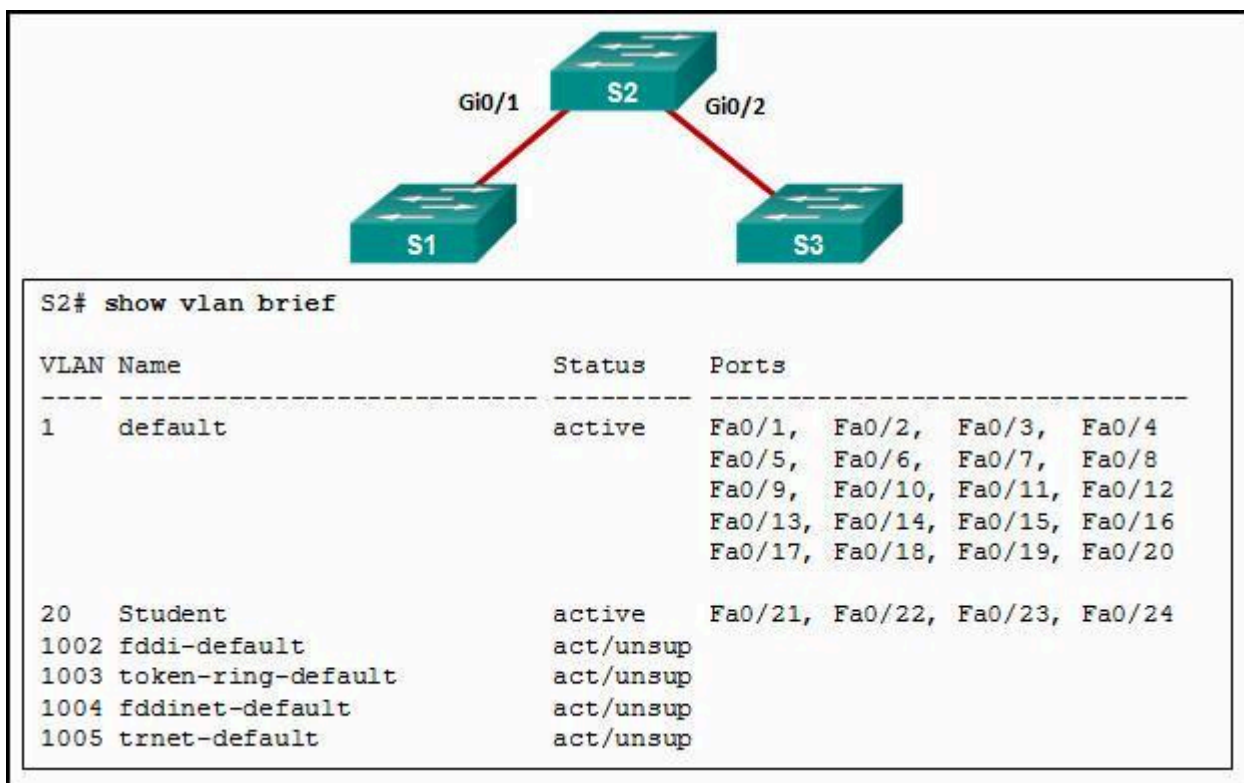 S2
Gi0/1
Gi0/2
S1
S3
S2# show vlan brief
VLAN Name Status Ports
---- --------------------------- --------- -------------------------------
1 default active Fa0/1, Fa0/2, Fa0/3, Fa0/4
Fa0/5, Fa0/6, Fa0/7, Fa0/8
Fa0/9, Fa0/10, Fa0/11, Fa0/12
Fa0/13, Fa0/14, Fa0/15, Fa0/16
Fa0/17, Fa0/18, Fa0/19, Fa0/20
20 Student active Fa0/21, Fa0/22, Fa0/23, Fa0/24
1002 fddi-default act/unsup
1003 token-ring-default act/unsup
1004 fddinet-default act/unsup
1005 trnet-default act/unsup